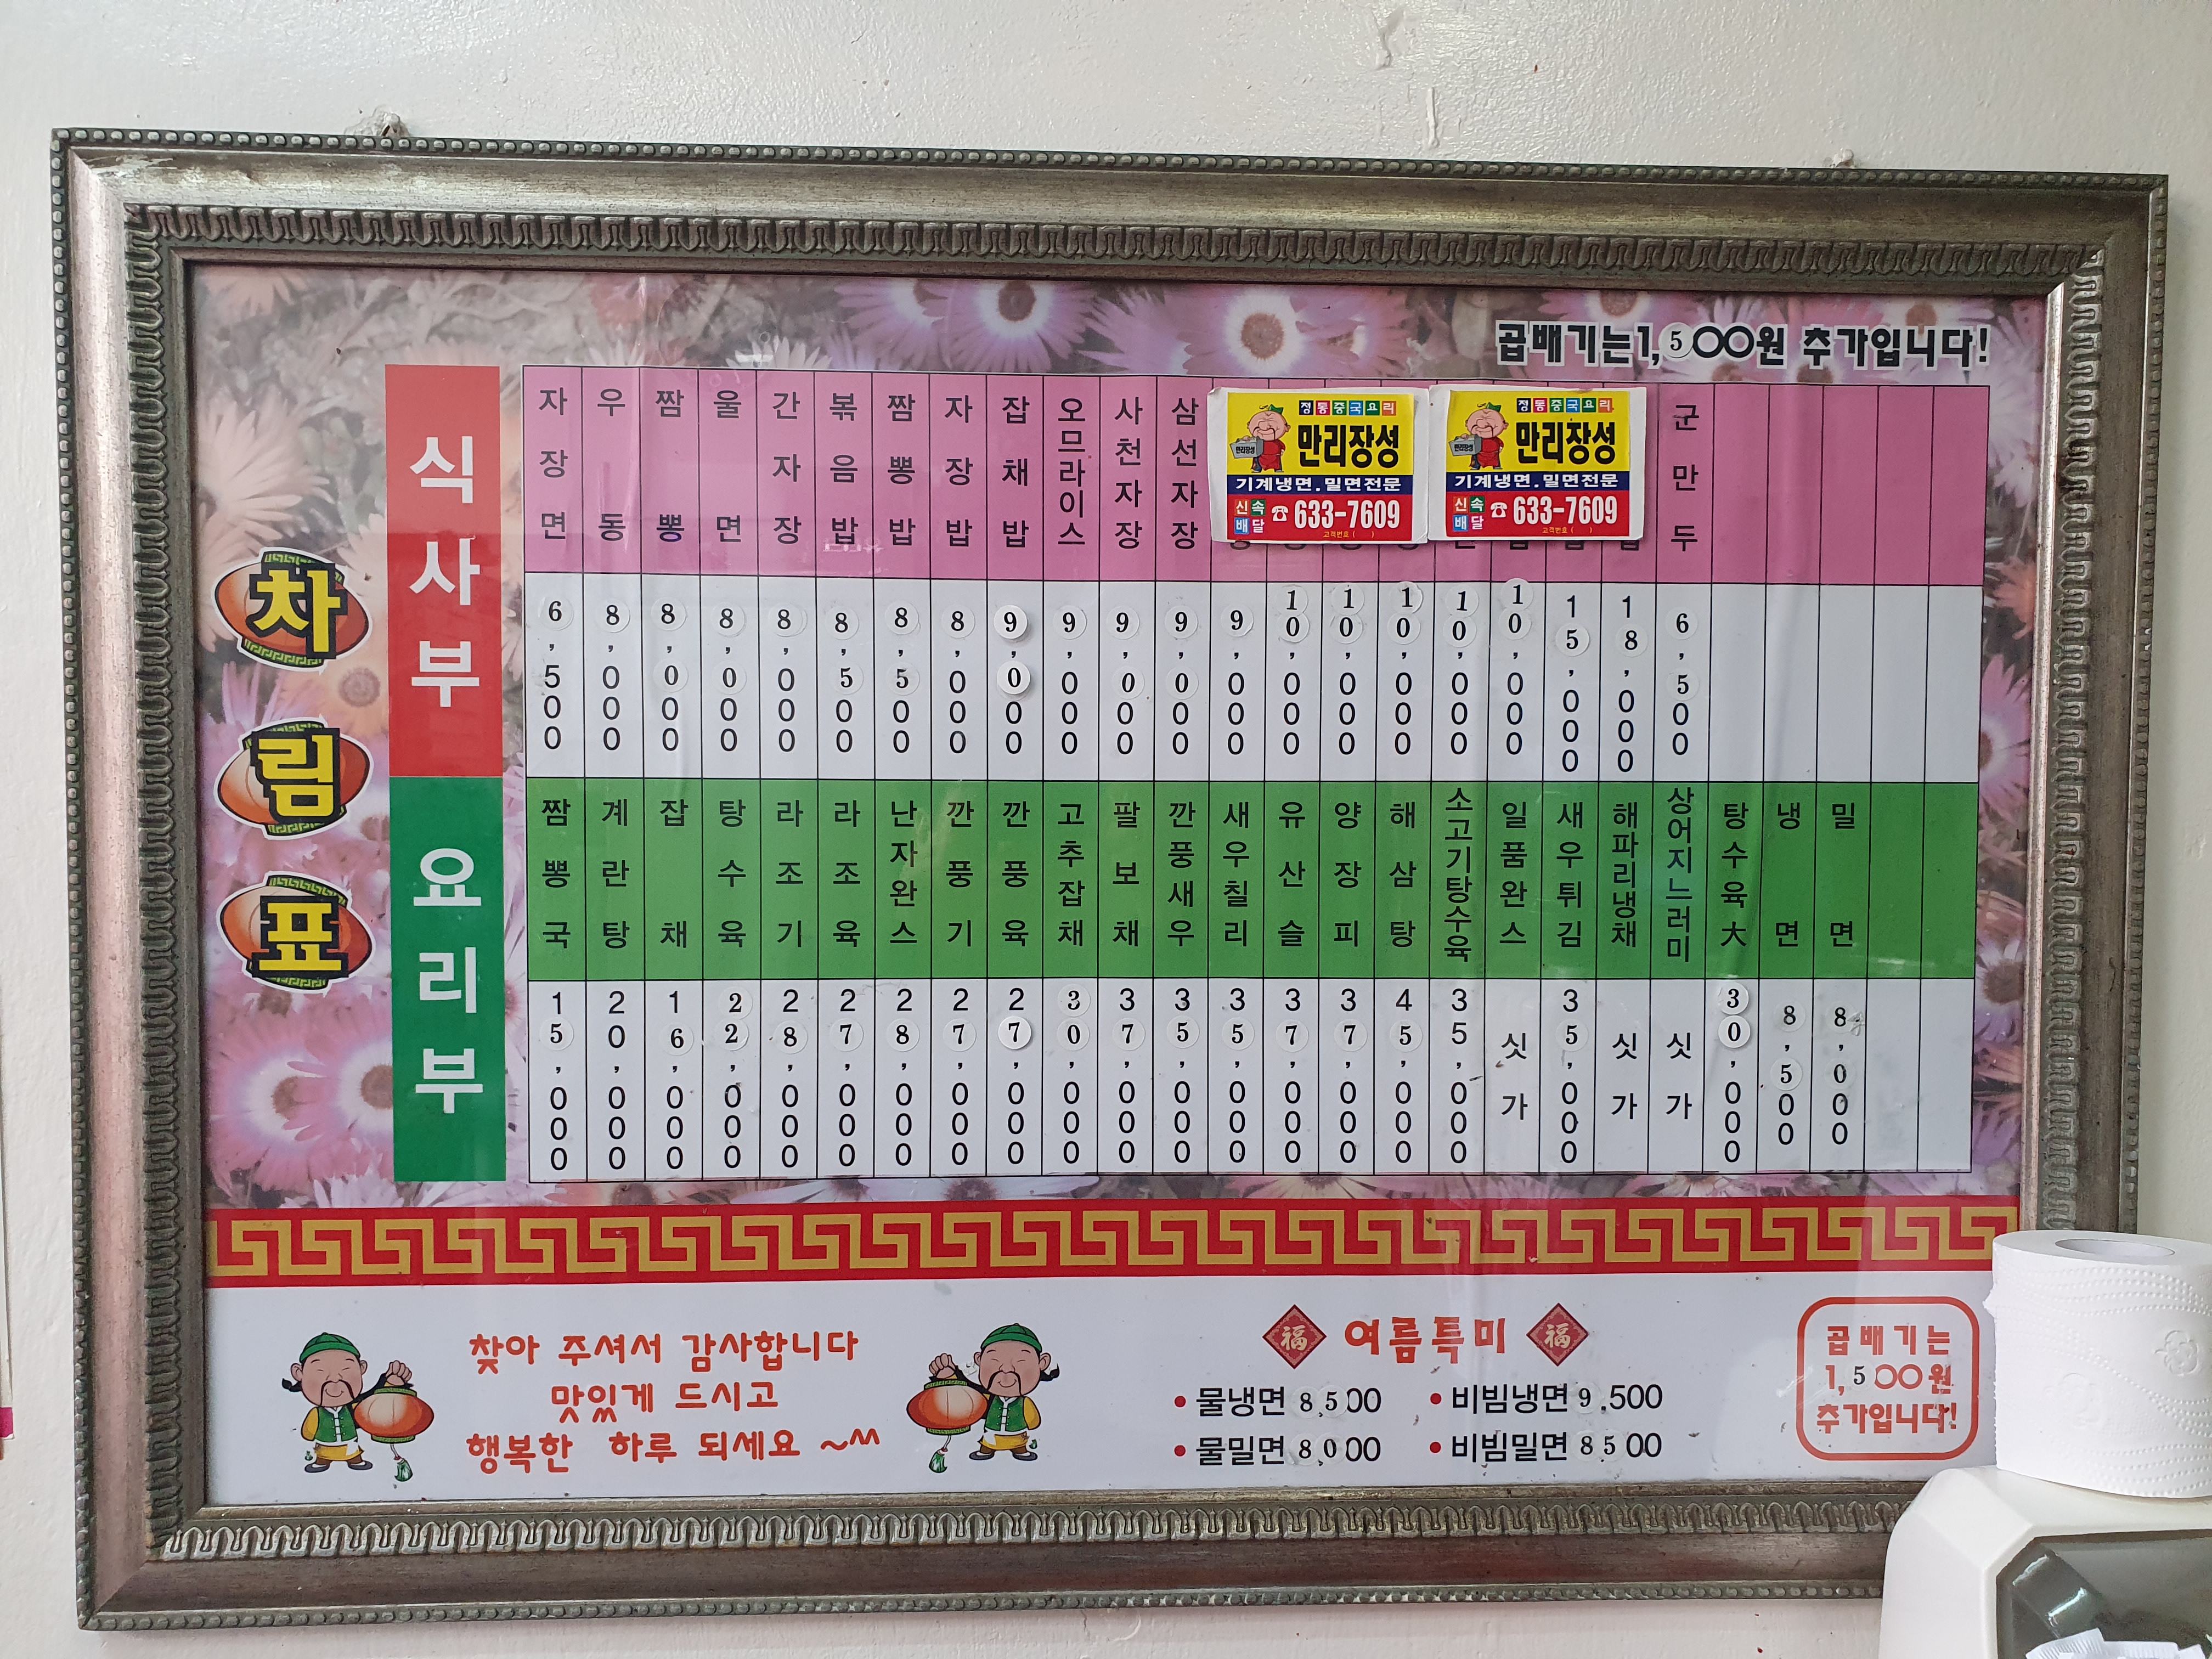 곱배기는 1,500원 추가입니다!
차림표
식사부
자장면 6,500
우동 8,000
짬뽕 8,000
울면 8,000
간자장 8,000
볶음밥 8,500
짬뽕밥 8,500
자장밥 8,000
잡채밥 9,000
오므라이스 9,000
사천자장 9,000
삼선자장 9,000
9,000
10,000
10,000
10,000
10,000
10,000
15,000
18,000
군만두 6,500
정통중국요리
만리장성
만리장성
기계냉면.밀면전문
신속배달
☎633-7609
고객번호 ( )
정통중국요리
만리장성
만리장성
기계냉면.밀면전문
신속배달
☎633-7609
고객번호 ( )
요리부
짬뽕국 15,000
계란탕 20,000
잡채 16,000
탕수육 22,000
라조기 28,000
라조육 27,000
난자완스 28,000
깐풍기 27,000
깐풍육 27,000
고추잡채 30,000
팔보채 37,000
깐풍새우 35,000
새우칠리 35,000
유산슬 37,000
양장피 37,000
해삼탕 45,000
소고기탕수육 35,000
일품완스 싯가
새우튀김 35,000
해파리냉채 싯가
상어지느러미 싯가
탕수육大 30,000
냉면 8,500
밀면 8,000
찾아 주셔서 감사합니다
맛있게 드시고
행복한 하루 되세요 ~^^
福 여름특미 福
• 물냉면 8,500 • 비빔냉면 9,500
• 물밀면 8000 • 비빔밀면 8500
곱배기는
1,500원
추가입니다!